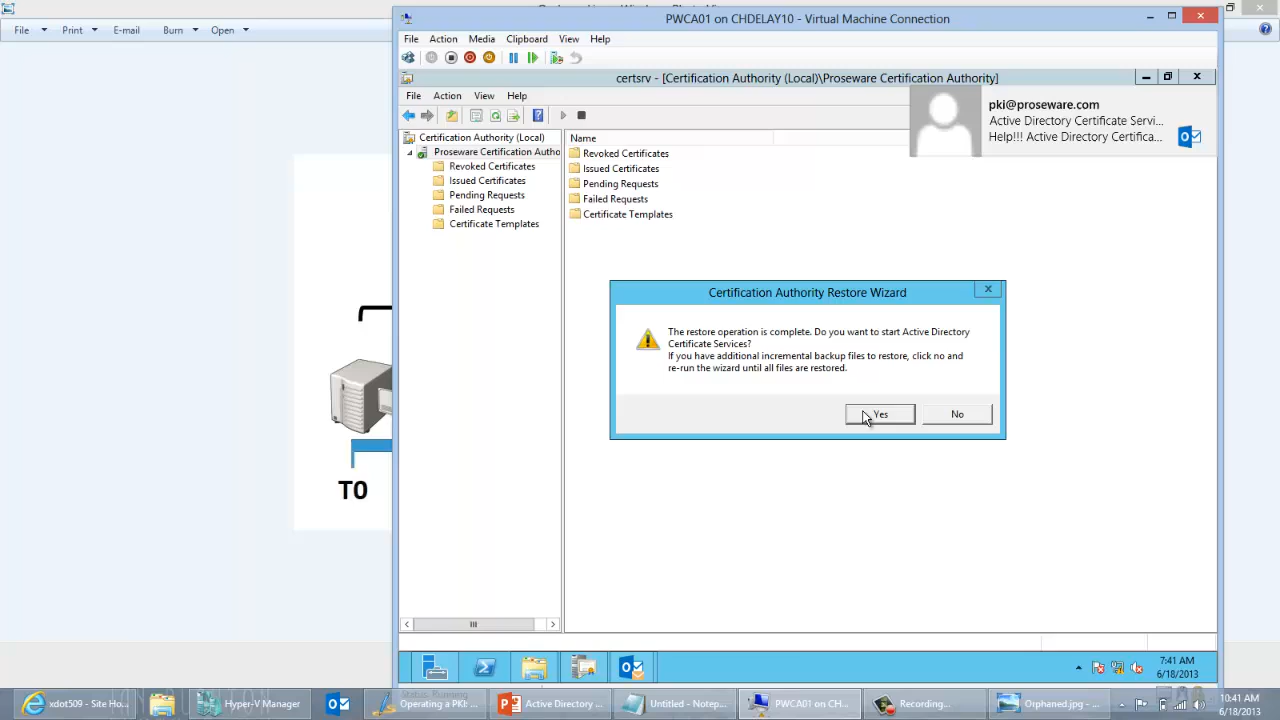 PWCA01 on CHDELAY10 - Virtual Machine Connection
File Print E-mail Burn Open
File Action Media Clipboard View Help
certsrv - [Certification Authority (Local)\Proseware Certification Authority]
File Action View Help
pki@proseware.com
Active Directory Certificate Servi...
Help!!! Active Directory Certifica...
Certification Authority (Local)
Proseware Certification Autho
Revoked Certificates
Issued Certificates
Pending Requests
Failed Requests
Certificate Templates
Name
Revoked Certificates
Issued Certificates
Pending Requests
Failed Requests
Certificate Templates
Certification Authority Restore Wizard
The restore operation is complete. Do you want to start Active Directory
Certificate Services?
If you have additional incremental backup files to restore, click no and
re-run the wizard until all files are restored.
Yes No
T0
7:41 AM
6/18/2013
Status: Running
xdot509 - Site Ho...
Hyper-V Manager
Operating a PKI:
Active Directory ...
Untitled - Notep...
PWCA01 on CH...
Recording...
Orphaned.jpg - ...
10:41 AM
6/18/2013